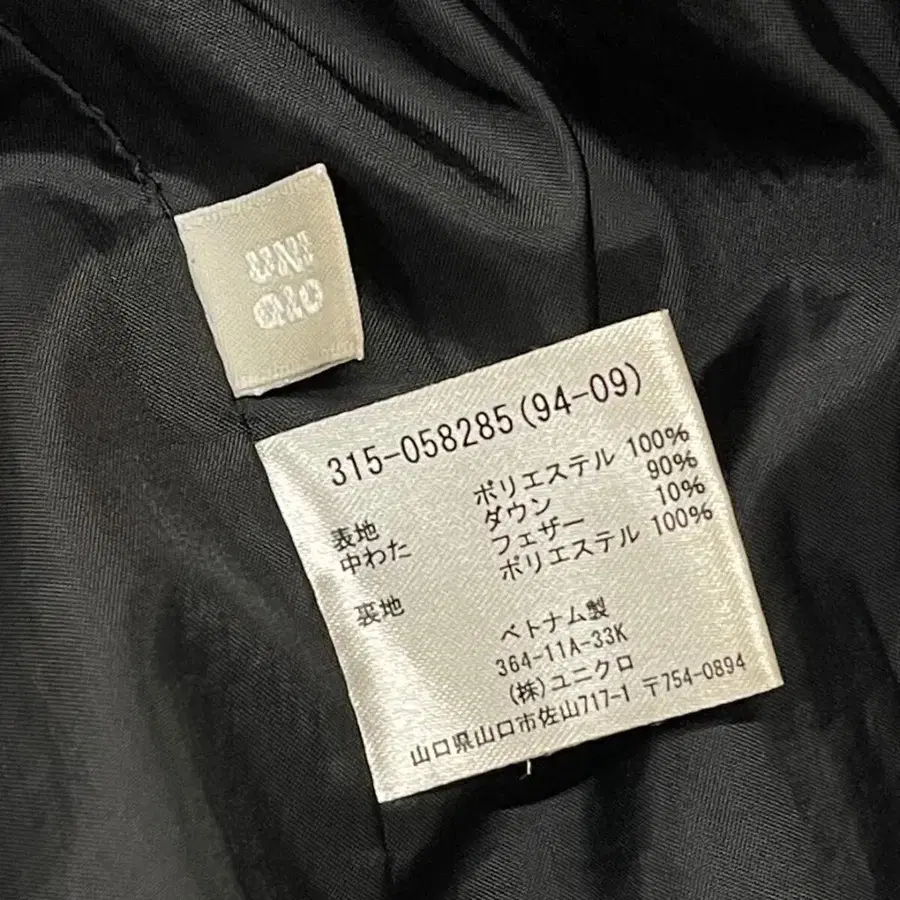 UNI
QLO
315-058285(94-09)
表地 ポリエステル 100%
中わた ダウン 90%
フェザー 10%
裏地 ポリエステル 100%
ベトナム製
364-11A-33K
(株)ユニクロ
山口県山口市佐山717-1 〒754-0894